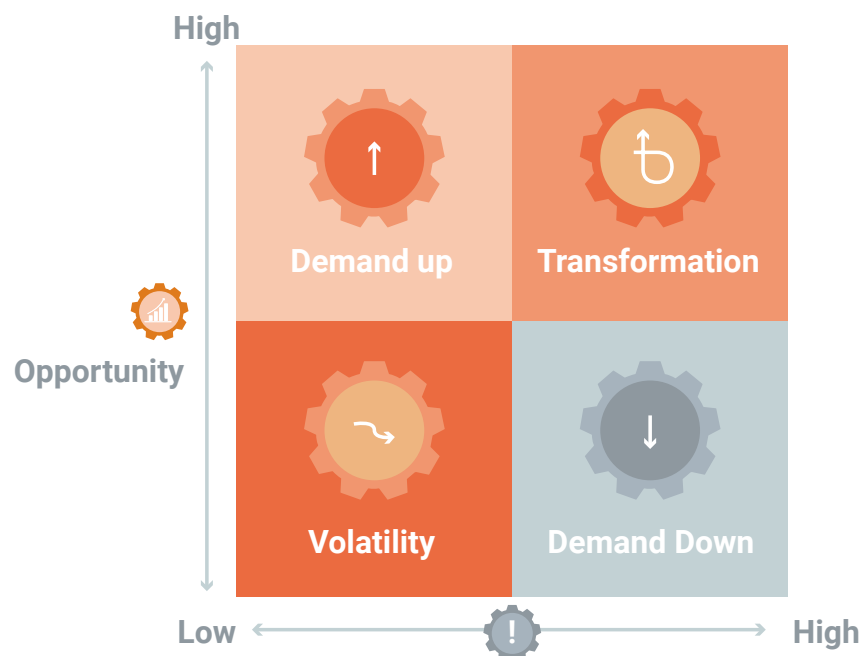 High
Demand up
Transformation
Opportunity
Volatility
Demand Down
Low
!
High